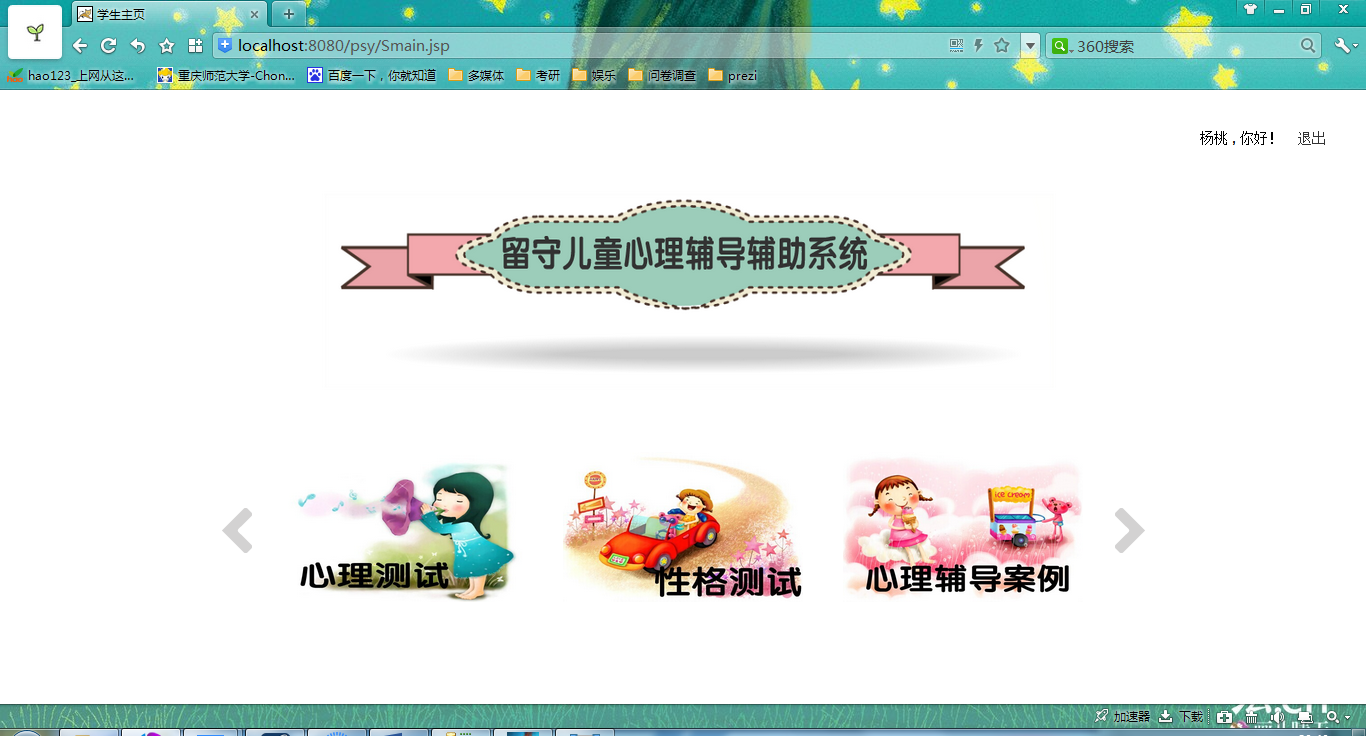 学生主页
localhost:8080/psy/Smain.jsp
360搜索
hao123_上网从这... 重庆师范大学-Chon... 百度一下，你就知道 多媒体 考研 娱乐 问卷调查 prezi
杨桃，你好！ 退出
留守儿童心理辅导辅助系统
ice cream
心理测试
性格测试
心理辅导案例
加速器 下载